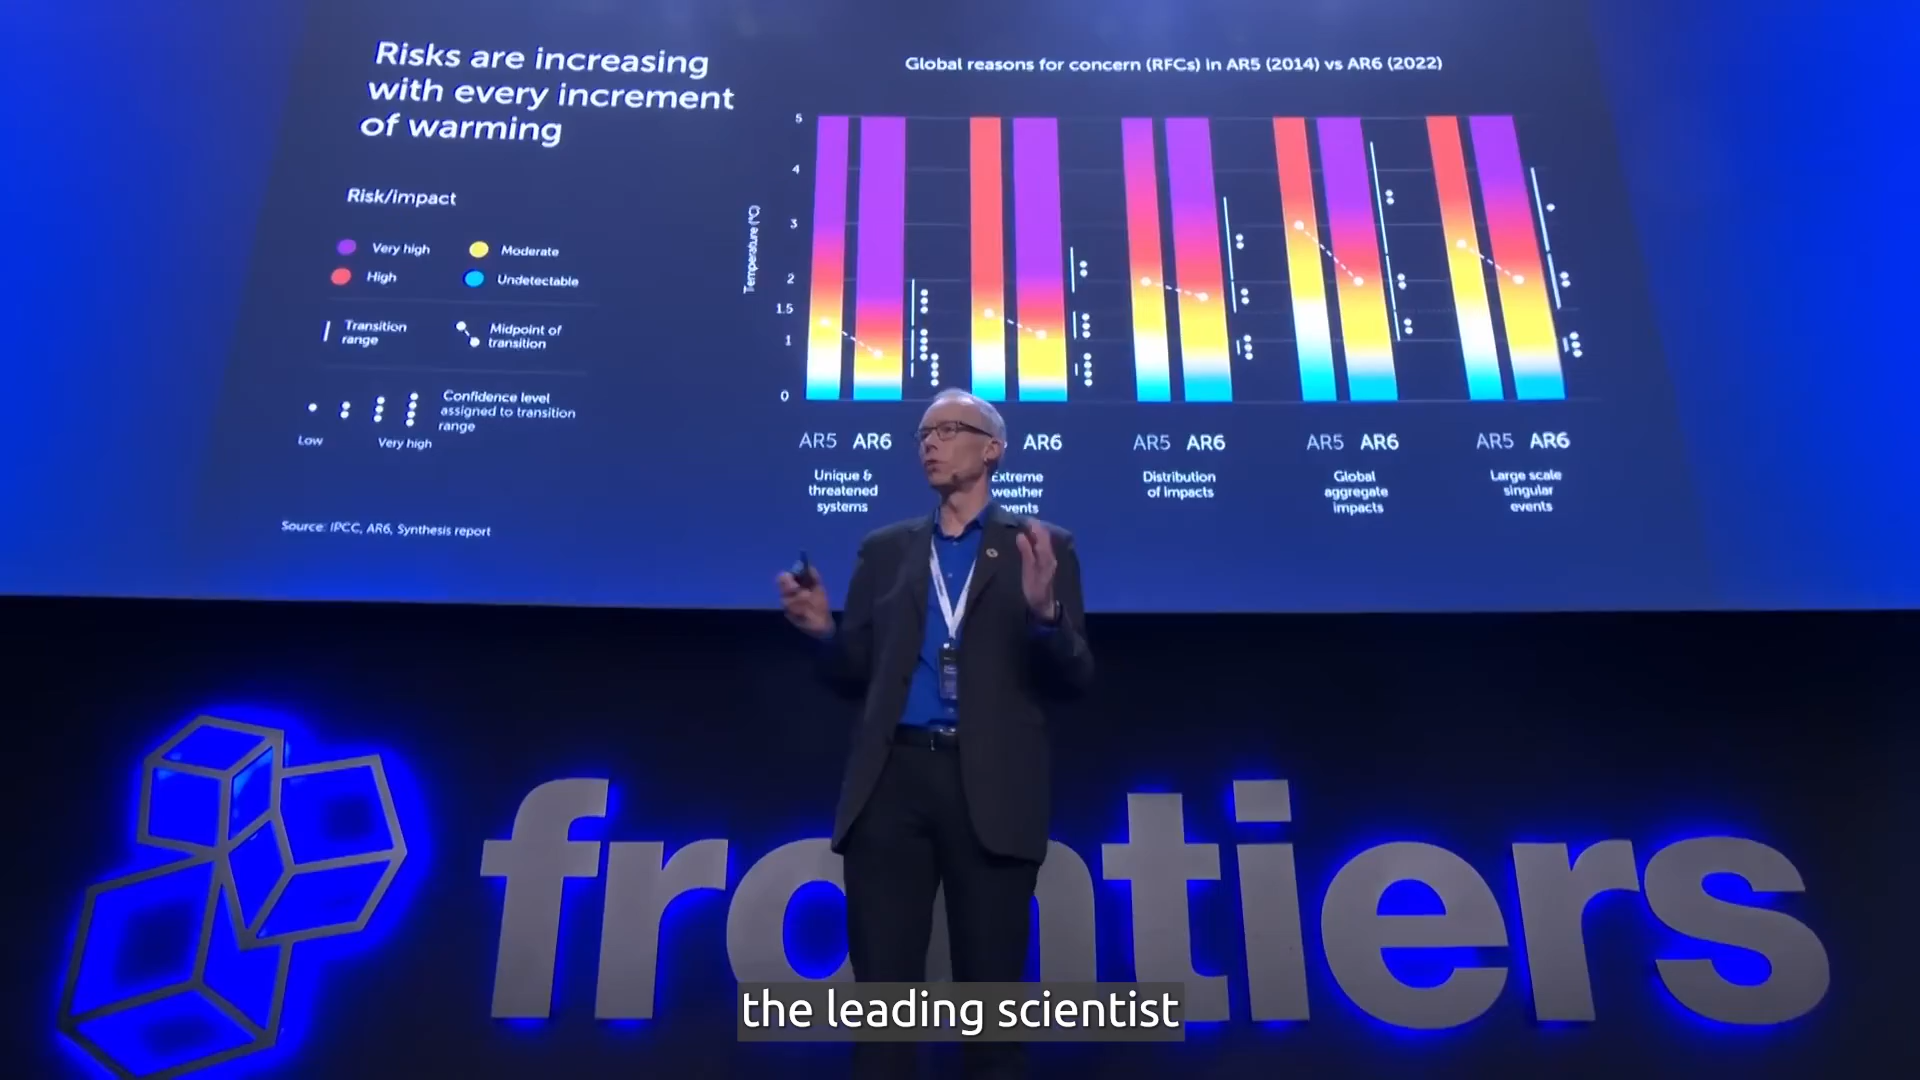 Risks are increasing
with every increment
of warming
Risk/impact
Very high
Moderate
High
Undetectable
Transition
range
Midpoint of
transition
Confidence level
assigned to transition
range
Low
Very high
Source: IPCC, AR6, Synthesis report
Global reasons for concern (RFCs) in AR5 (2014) vs AR6 (2022)
Temperature (°C)
5
4
3
2
1.5
1
0
AR5 AR6
AR6
AR5 AR6
AR5 AR6
AR5 AR6
Unique &
threatened
systems
Extreme
weather
events
Distribution
of impacts
Global
aggregate
impacts
Large scale
singular
events
frontiers
the leading scientist